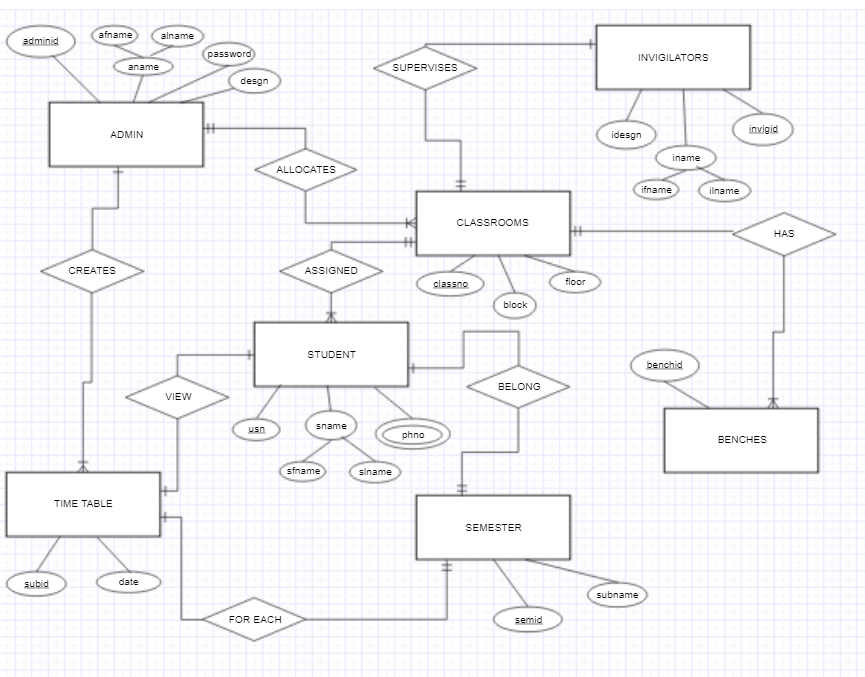 afname
alname
adminid
password
aname
desgn
ADMIN
SUPERVISES
INVIGILATORS
idesgn
invigid
iname
ifname
ilname
ALLOCATES
CLASSROOMS
HAS
CREATES
ASSIGNED
classno
block
floor
STUDENT
VIEW
BELONG
benchid
usn
sname
phno
BENCHES
sfname
slname
TIME TABLE
SEMESTER
subid
date
FOR EACH
semid
subname